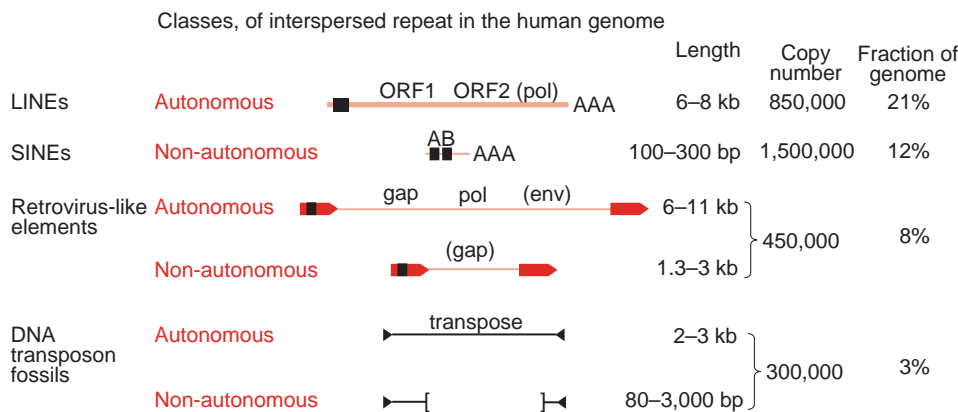 Classes, of interspersed repeat in the human genome
Length Copy number Fraction of genome
LINEs Autonomous ORF1 ORF2 (pol) AAA 6–8 kb 850,000 21%
SINEs Non-autonomous AB AAA 100–300 bp 1,500,000 12%
Retrovirus-like elements Autonomous gap pol (env) 6–11 kb 450,000 8%
Non-autonomous (gap) 1.3–3 kb
DNA transposon fossils Autonomous transpose 2–3 kb 300,000 3%
Non-autonomous 80–3,000 bp